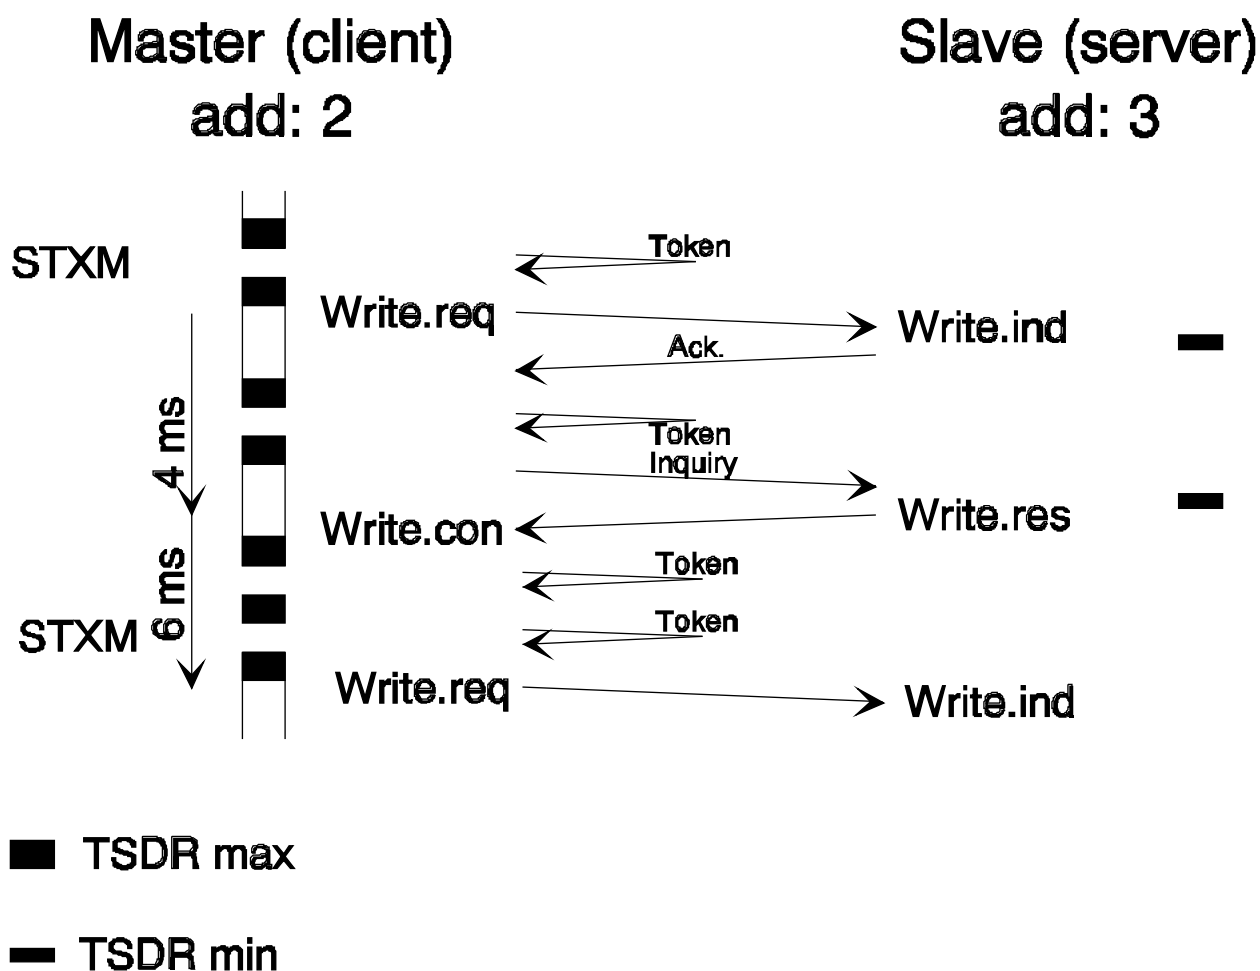 Master (client)
add: 2
Slave (server)
add: 3
STXM
Token
Write.req
Write.ind
Ack.
4 ms
Token
Inquiry
Write.con
Write.res
6 ms
Token
STXM
Token
Write.req
Write.ind
TSDR max
TSDR min